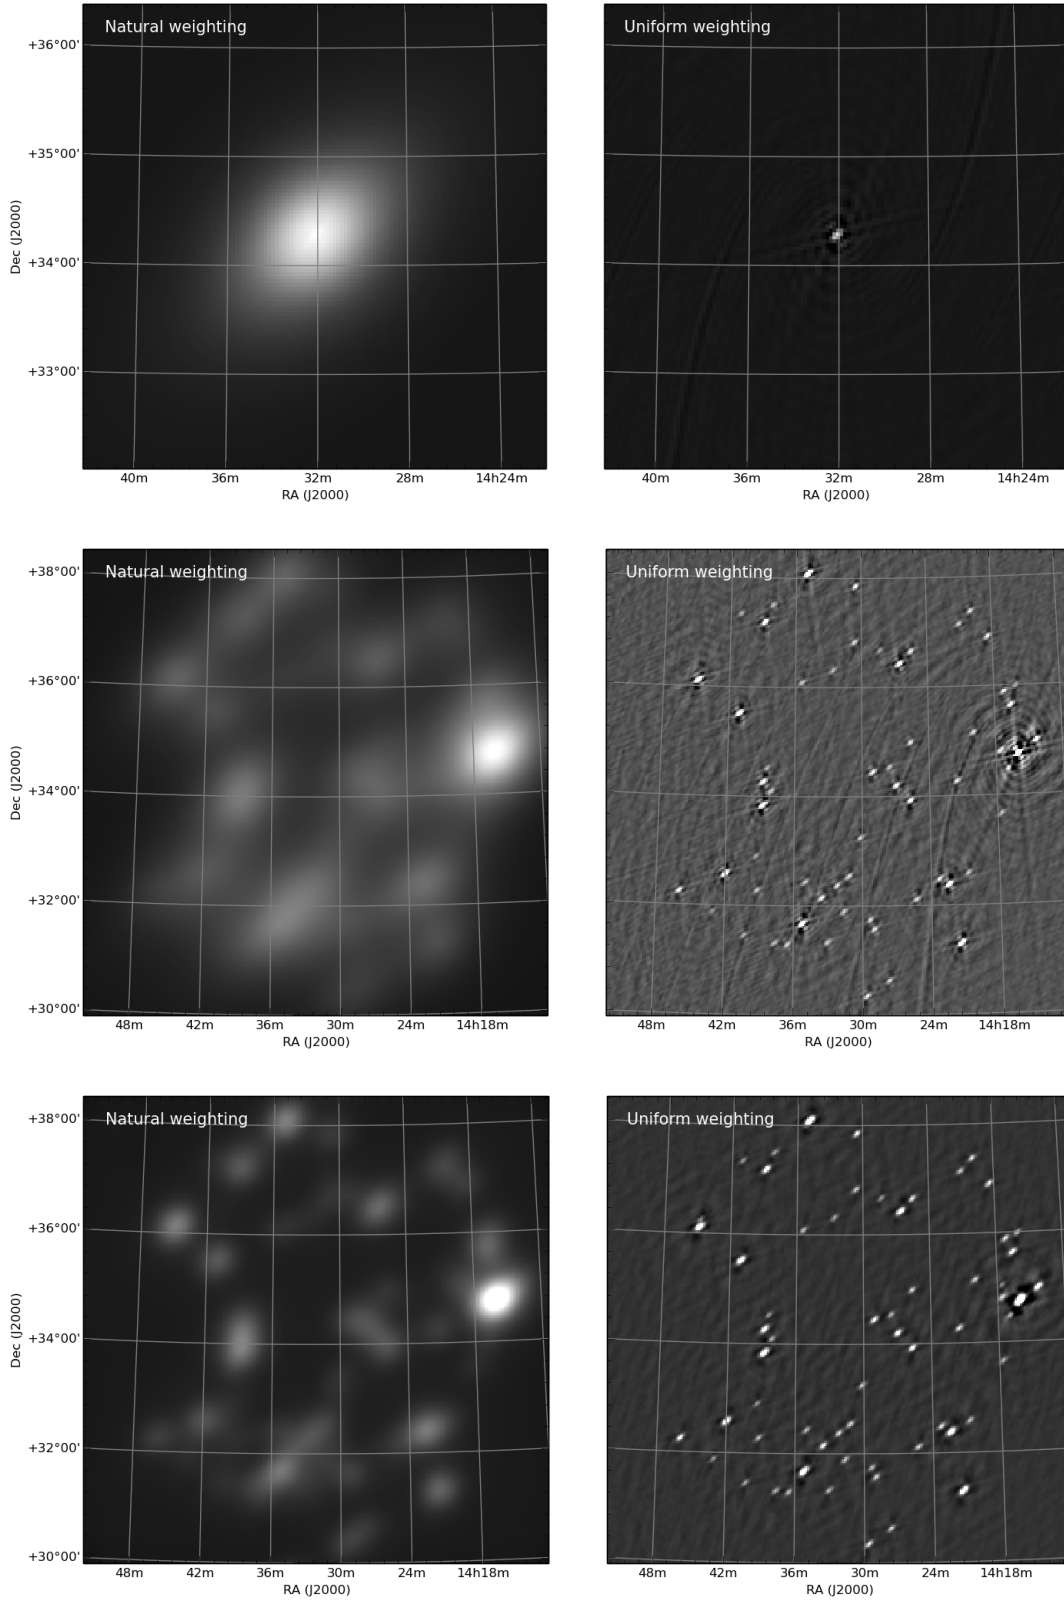 Natural weighting
Uniform weighting
+36°00'
+35°00'
+34°00'
+33°00'
Dec (J2000)
40m 36m 32m 28m 14h24m
RA (J2000)
40m 36m 32m 28m 14h24m
RA (J2000)
Natural weighting
Uniform weighting
+38°00'
+36°00'
+34°00'
+32°00'
+30°00'
Dec (J2000)
48m 42m 36m 30m 24m 14h18m
RA (J2000)
48m 42m 36m 30m 24m 14h18m
RA (J2000)
Natural weighting
Uniform weighting
+38°00'
+36°00'
+34°00'
+32°00'
+30°00'
Dec (J2000)
48m 42m 36m 30m 24m 14h18m
RA (J2000)
48m 42m 36m 30m 24m 14h18m
RA (J2000)